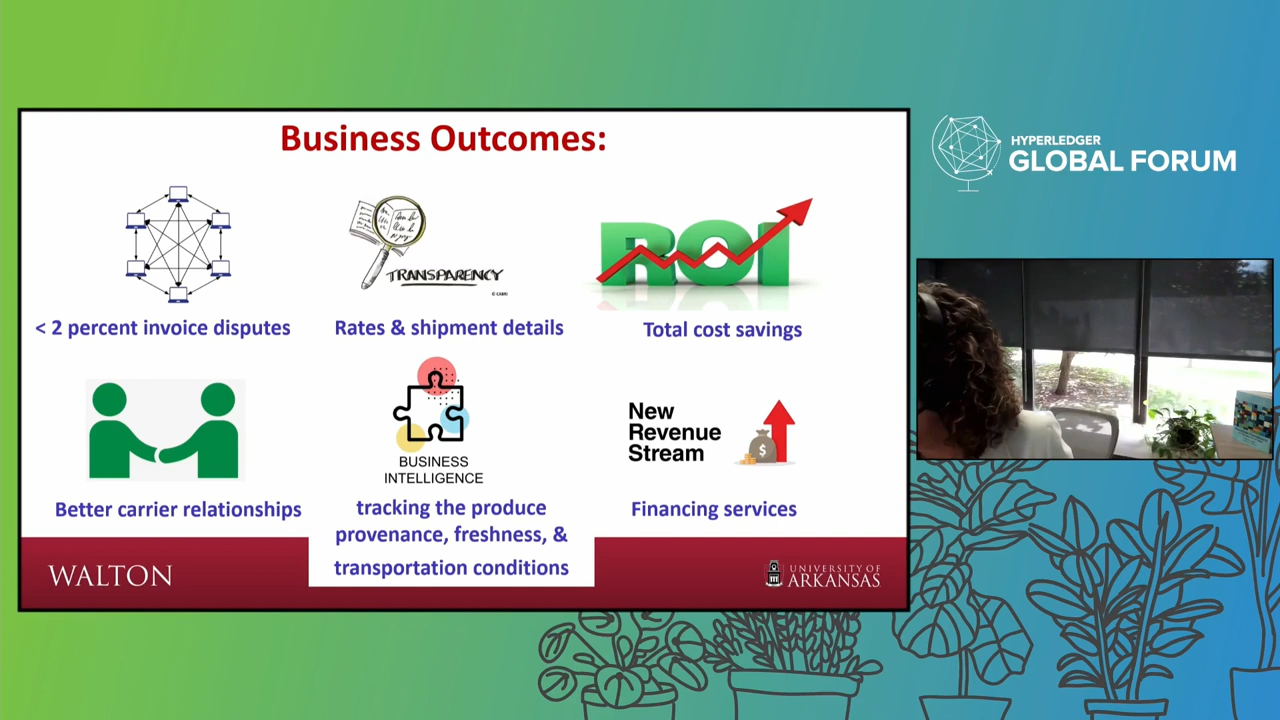 Business Outcomes:
HYPERLEDGER
GLOBAL FORUM
TRANSPARENCY
ROI
< 2 percent invoice disputes
Rates & shipment details
Total cost savings
New
Revenue
Stream
$
BUSINESS
INTELLIGENCE
Better carrier relationships
tracking the produce
provenance, freshness, &
transportation conditions
Financing services
WALTON
UNIVERSITY OF
ARKANSAS